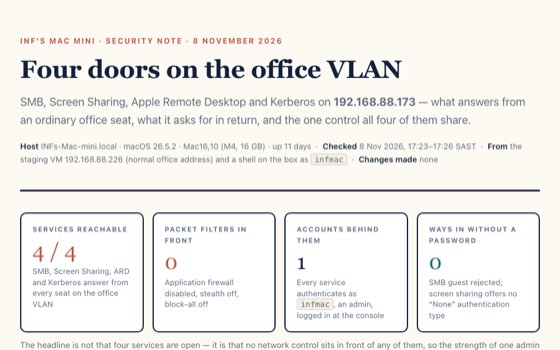 INF'S MAC MINI · SECURITY NOTE · 8 NOVEMBER 2026
Four doors on the office VLAN
SMB, Screen Sharing, Apple Remote Desktop and Kerberos on 192.168.88.173 — what answers from
an ordinary office seat, what it asks for in return, and the one control all four of them share.
Host INFs-Mac-mini.local · macOS 26.5.2 · Mac16,10 (M4, 16 GB) · up 11 days · Checked 8 Nov 2026, 17:23–17:26 SAST · From the
staging VM 192.168.88.226 (normal office address) and a shell on the box as infmac · Changes made none
SERVICES REACHABLE
4 / 4
SMB, Screen Sharing, ARD
and Kerberos answer from
every seat on the office
VLAN
PACKET FILTERS IN
FRONT
0
Application firewall
disabled, stealth off,
block-all off
ACCOUNTS BEHIND
THEM
1
Every service
authenticates as
infmac, an admin,
logged in at the console
WAYS IN WITHOUT A
PASSWORD
0
SMB guest rejected;
screen sharing offers no
"None" authentication
type
The headline is not that four services are open — it is that no network control sits in front of any of them, so the strength of one admin